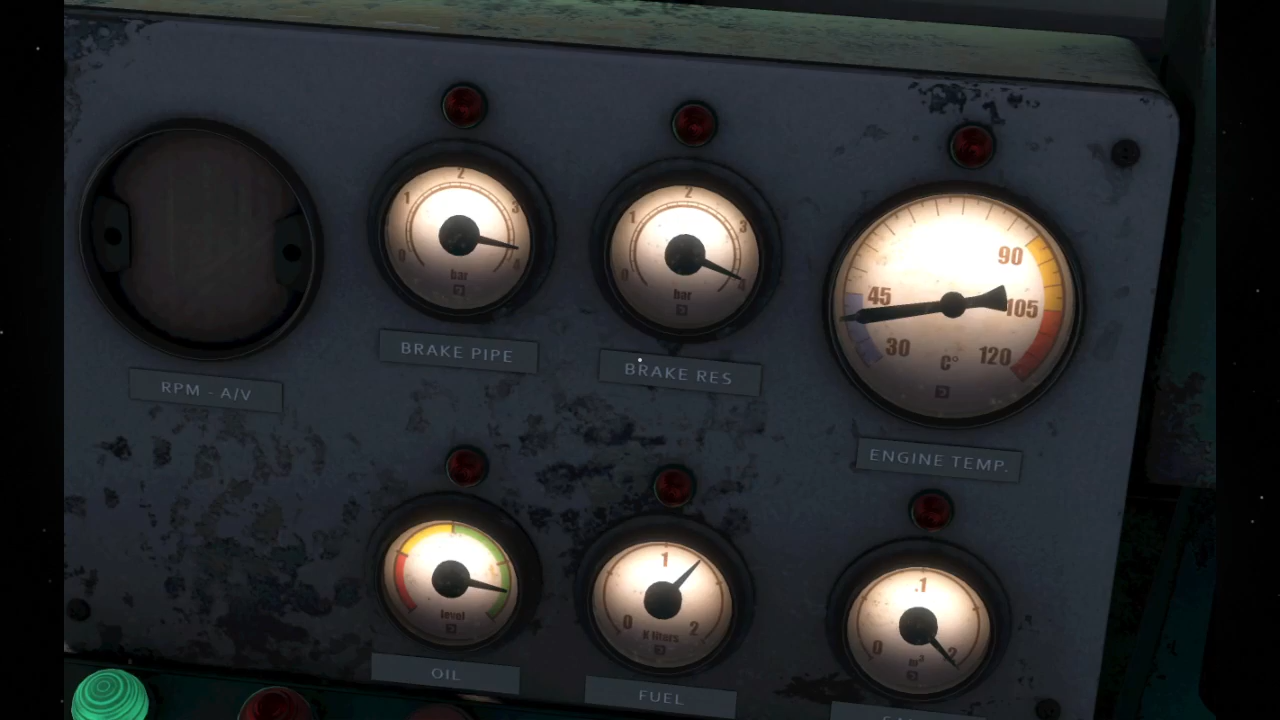 0 1 2 3 4
bar
BRAKE PIPE
0 1 2 3 4
bar
BRAKE RES
30 45 90 105 120
C°
ENGINE TEMP.
RPM - A/V
level
OIL
0 1 2
K liters
FUEL
0 .1 .2
m³